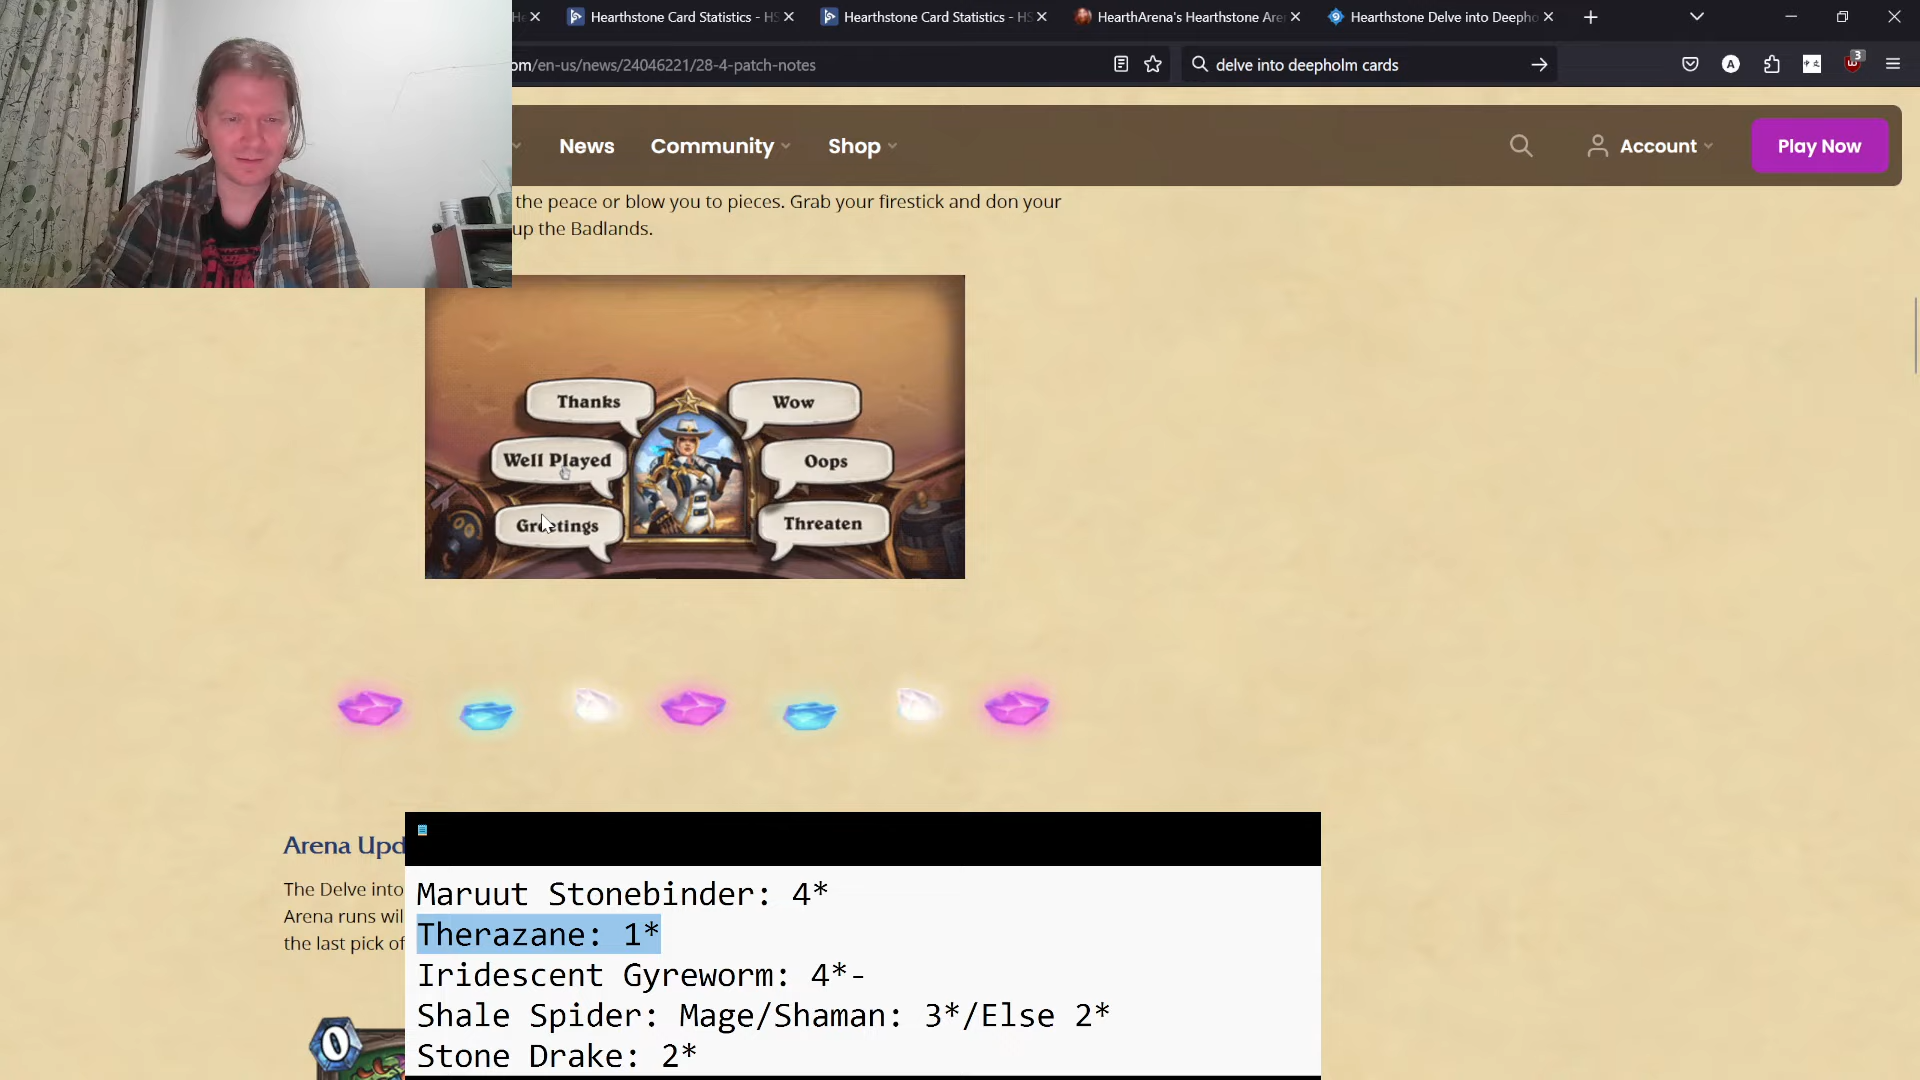 Hearthstone Card Statistics - HS
Hearthstone Card Statistics - HS
HearthArena's Hearthstone Are
Hearthstone Delve into Deepho
om/en-us/news/24046221/28-4-patch-notes
delve into deepholm cards
A
3
News
Community
Shop
Account
Play Now
the peace or blow you to pieces. Grab your firestick and don your
up the Badlands.
Thanks
Wow
Well Played
Oops
Greetings
Threaten
Arena Upd
The Delve into
Arena runs wil
the last pick of
0
Maruut Stonebinder: 4*
Therazane: 1*
Iridescent Gyreworm: 4*-
Shale Spider: Mage/Shaman: 3*/Else 2*
Stone Drake: 2*